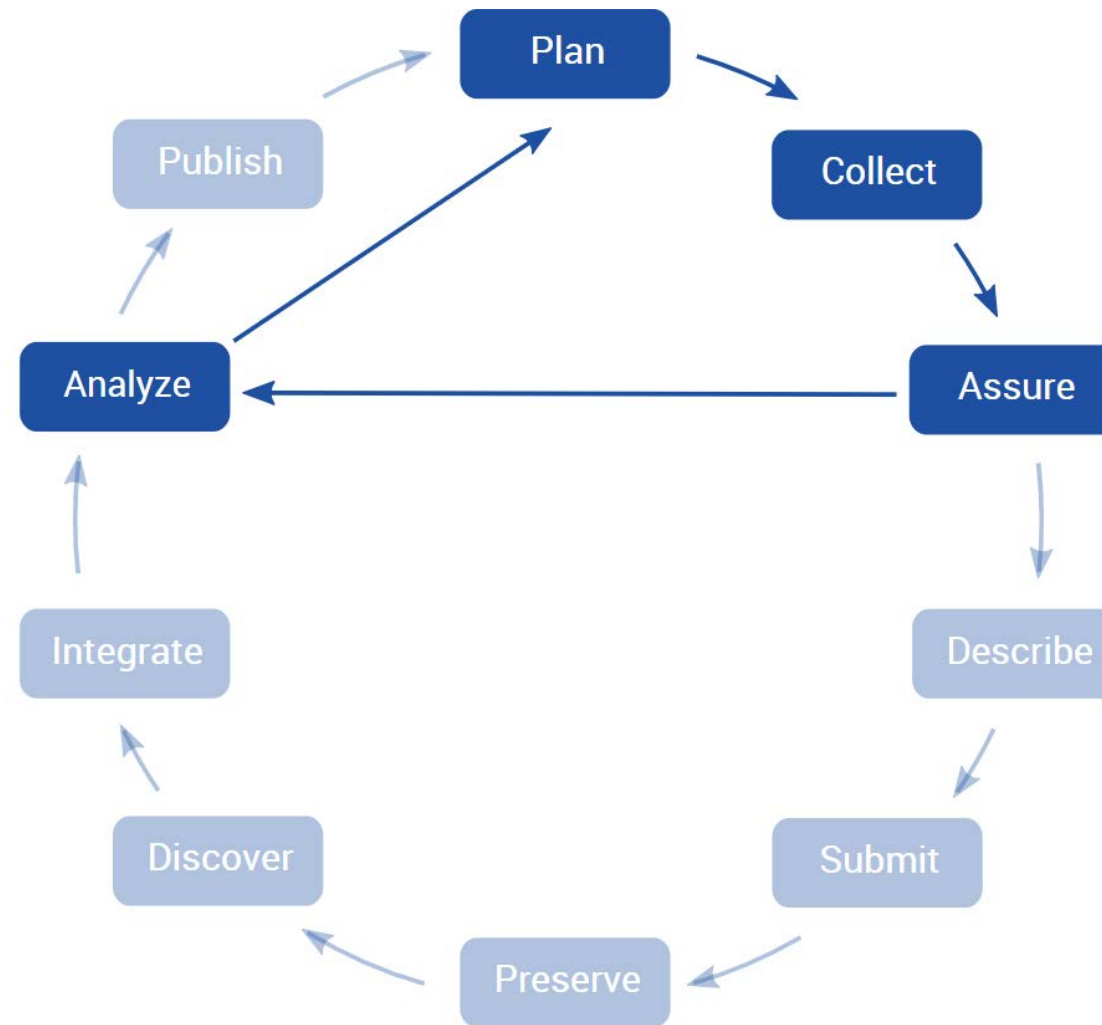 Plan
Collect
Assure
Describe
Submit
Preserve
Discover
Integrate
Analyze
Publish